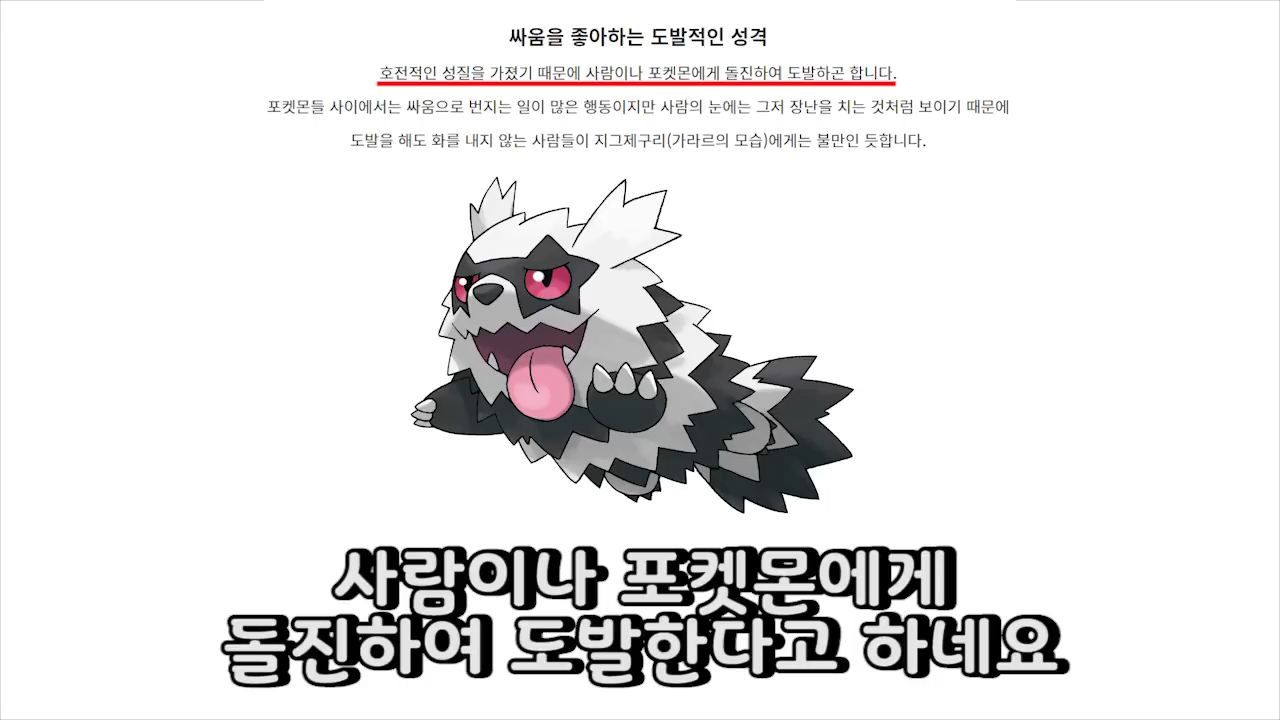 싸움을 좋아하는 도발적인 성격
호전적인 성질을 가졌기 때문에 사람이나 포켓몬에게 돌진하여 도발하곤 합니다.
포켓몬들 사이에서는 싸움으로 번지는 일이 많은 행동이지만 사람의 눈에는 그저 장난을 치는 것처럼 보이기 때문에
도발을 해도 화를 내지 않는 사람들이 지그제구리(가라르의 모습)에게는 불만인 듯합니다.
사람이나 포켓몬에게
돌진하여 도발한다고 하네요